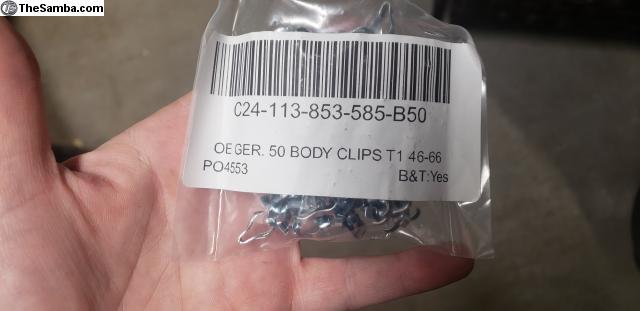 TheSamba.com
C24-113-853-585-B50
OEGER. 50 BODY CLIPS T1 46-66
PO4553 B&T:Yes